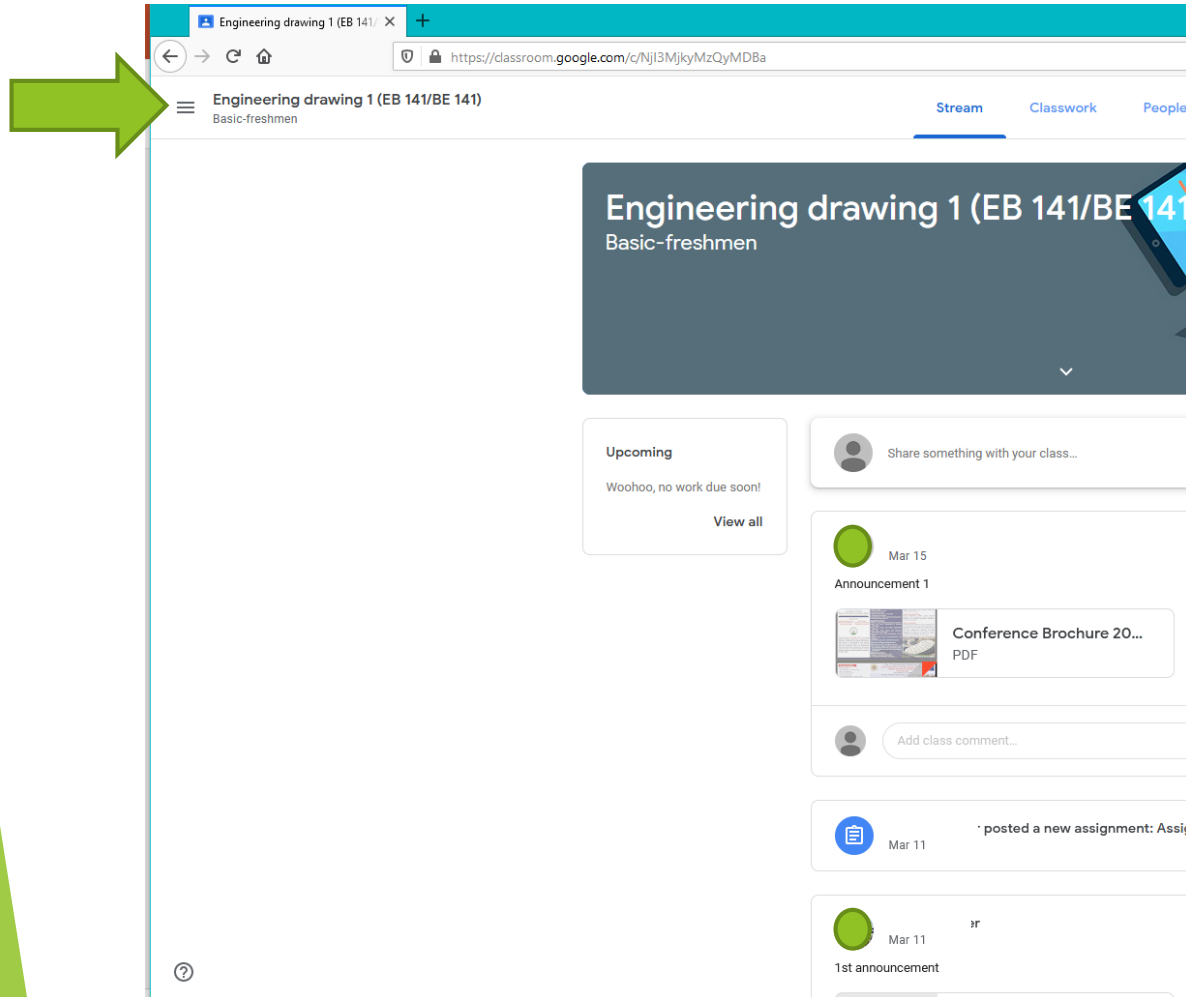 Engineering drawing 1 (EB 141/
https://classroom.google.com/c/NjI3MjkyMzQyMDBa
Engineering drawing 1 (EB 141/BE 141)
Basic-freshmen
Stream Classwork People
Engineering drawing 1 (EB 141/BE 141
Basic-freshmen
Upcoming
Woohoo, no work due soon!
View all
Share something with your class...
Mar 15
Announcement 1
Conference Brochure 20...
PDF
Add class comment...
posted a new assignment: Assig
Mar 11
er
Mar 11
1st announcement